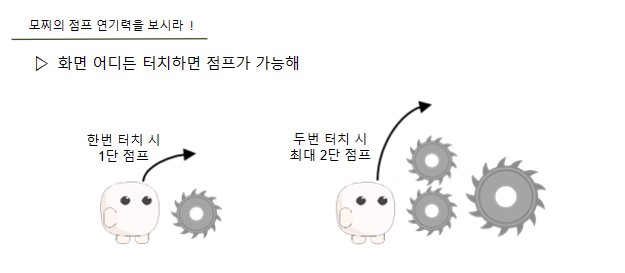 모찌의 점프 연기력을 보시라 !
▷ 화면 어디든 터치하면 점프가 가능해
한번 터치 시
1단 점프
두번 터치 시
최대 2단 점프